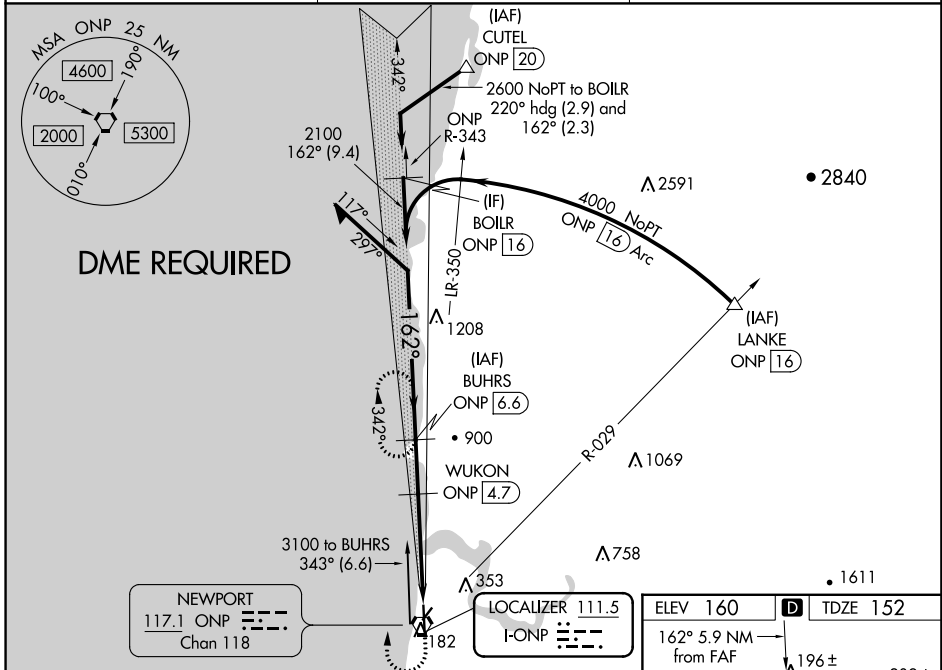 MSA ONP 25 NM
4600
190°
100°
2000
5300
010°
DME REQUIRED
(IAF)
CUTEL
ONP 20
342°
2600 NoPT to BOILR
220° hdg (2.9) and
162° (2.3)
ONP
R-343
2100
162° (9.4)
(IF)
BOILR
ONP 16
4000 NoPT
ONP 16 Arc
2591
2840
117°
297°
LR-350
162°
1208
(IAF)
LANKE
ONP 16
(IAF)
BUHRS
ONP 6.6
342°
900
R-029
1069
WUKON
ONP 4.7
3100 to BUHRS
343° (6.6)
758
353
1611
NEWPORT
117.1 ONP
Chan 118
182
LOCALIZER 111.5
I-ONP
ELEV 160
D
TDZE 152
162° 5.9 NM
from FAF
196±